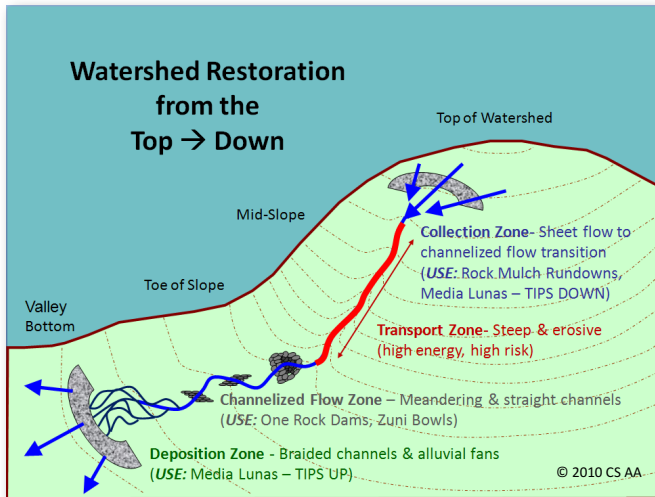 Watershed Restoration
from the
Top → Down
Top of Watershed
Mid-Slope
Collection Zone- Sheet flow to
channelized flow transition
(USE: Rock Mulch Rundowns,
Media Lunas – TIPS DOWN)
Toe of Slope
Valley
Bottom
Transport Zone- Steep & erosive
(high energy, high risk)
Channelized Flow Zone – Meandering & straight channels
(USE: One Rock Dams, Zuni Bowls)
Deposition Zone - Braided channels & alluvial fans
(USE: Media Lunas – TIPS UP)
© 2010 CS AA